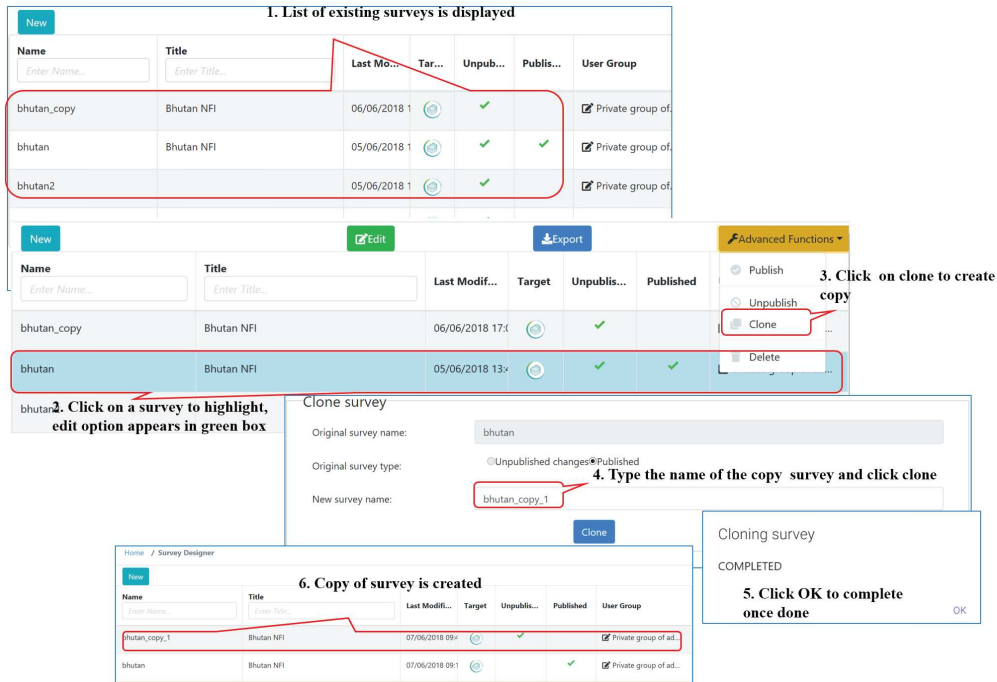 1. List of existing surveys is displayed
New
Name Title Last Mo... Tar... Unpub... Publis... User Group
Enter Name... Enter Title...
bhutan_copy Bhutan NFI 06/06/2018 1 Private group of.
bhutan Bhutan NFI 05/06/2018 1 Private group of.
bhutan2 05/06/2018 1 Private group of.
New Edit Export Advanced Functions
Name Title Last Modif... Target Unpublis... Published
Enter Name... Enter Title...
Publish
Unpublish
Clone
Delete
3. Click on clone to create
copy
bhutan_copy Bhutan NFI 06/06/2018 17:0
bhutan Bhutan NFI 05/06/2018 13:4
2. Click on a survey to highlight,
edit option appears in green box
Clone survey
Original survey name: bhutan
Original survey type: Unpublished changes Published
4. Type the name of the copy survey and click clone
New survey name: bhutan_copy_1
Clone
Cloning survey
COMPLETED
5. Click OK to complete
once done
OK
Home / Survey Designer
New
6. Copy of survey is created
Name Title Last Modifi... Target Unpublis... Published User Group
Enter Name... Enter Title...
bhutan_copy_1 Bhutan NFI 07/06/2018 09:4 Private group of ad...
bhutan Bhutan NFI 07/06/2018 09:1 Private group of ad...